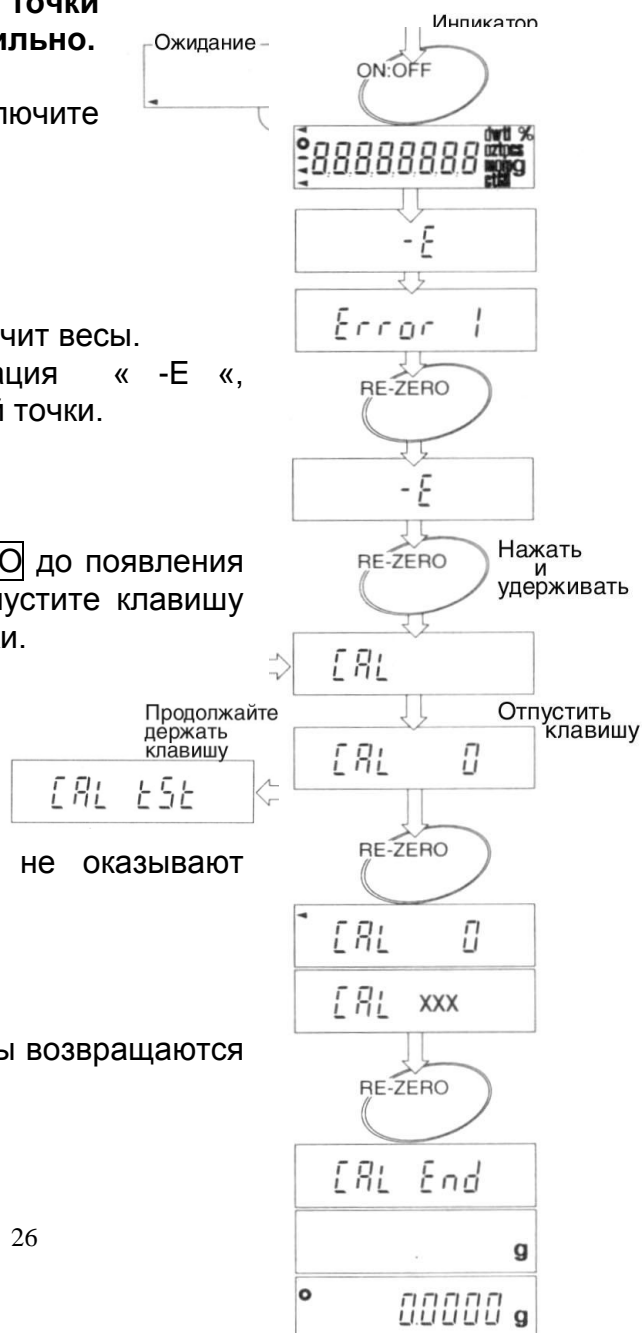 точки
Индикатор
ильно.
Ожидание
ON:OFF
лючите
88888888 %
g
-E
Error 1
чит весы.
ация « -E «,
й точки.
RE-ZERO
-E
О до появления
RE-ZERO
Нажать
и
удерживать
пустите клавишу
и.
CAL
Продолжайте
держать
клавишу
Отпустить
клавишу
CAL 0
CAL tSt
RE-ZERO
не оказывают
CAL 0
CAL XXX
ы возвращаются
RE-ZERO
CAL End
26
g
0.0000 g